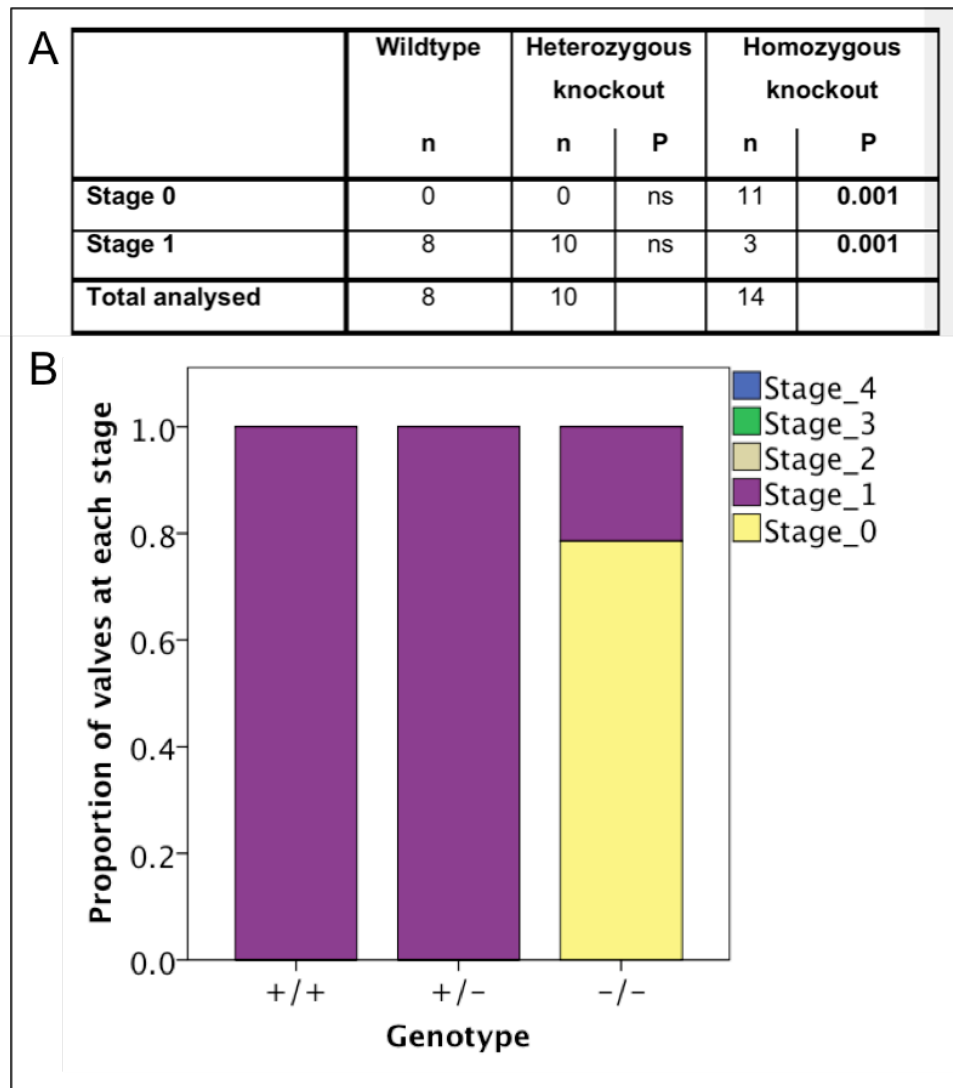 A
Wildtype Heterozygous Homozygous
knockout knockout
n n P n P
Stage 0 0 0 ns 11 0.001
Stage 1 8 10 ns 3 0.001
Total analysed 8 10 14
B
Proportion of valves at each stage
1.0
0.8
0.6
0.4
0.2
0.0
Stage_4
Stage_3
Stage_2
Stage_1
Stage_0
+/+ +/- -/-
Genotype